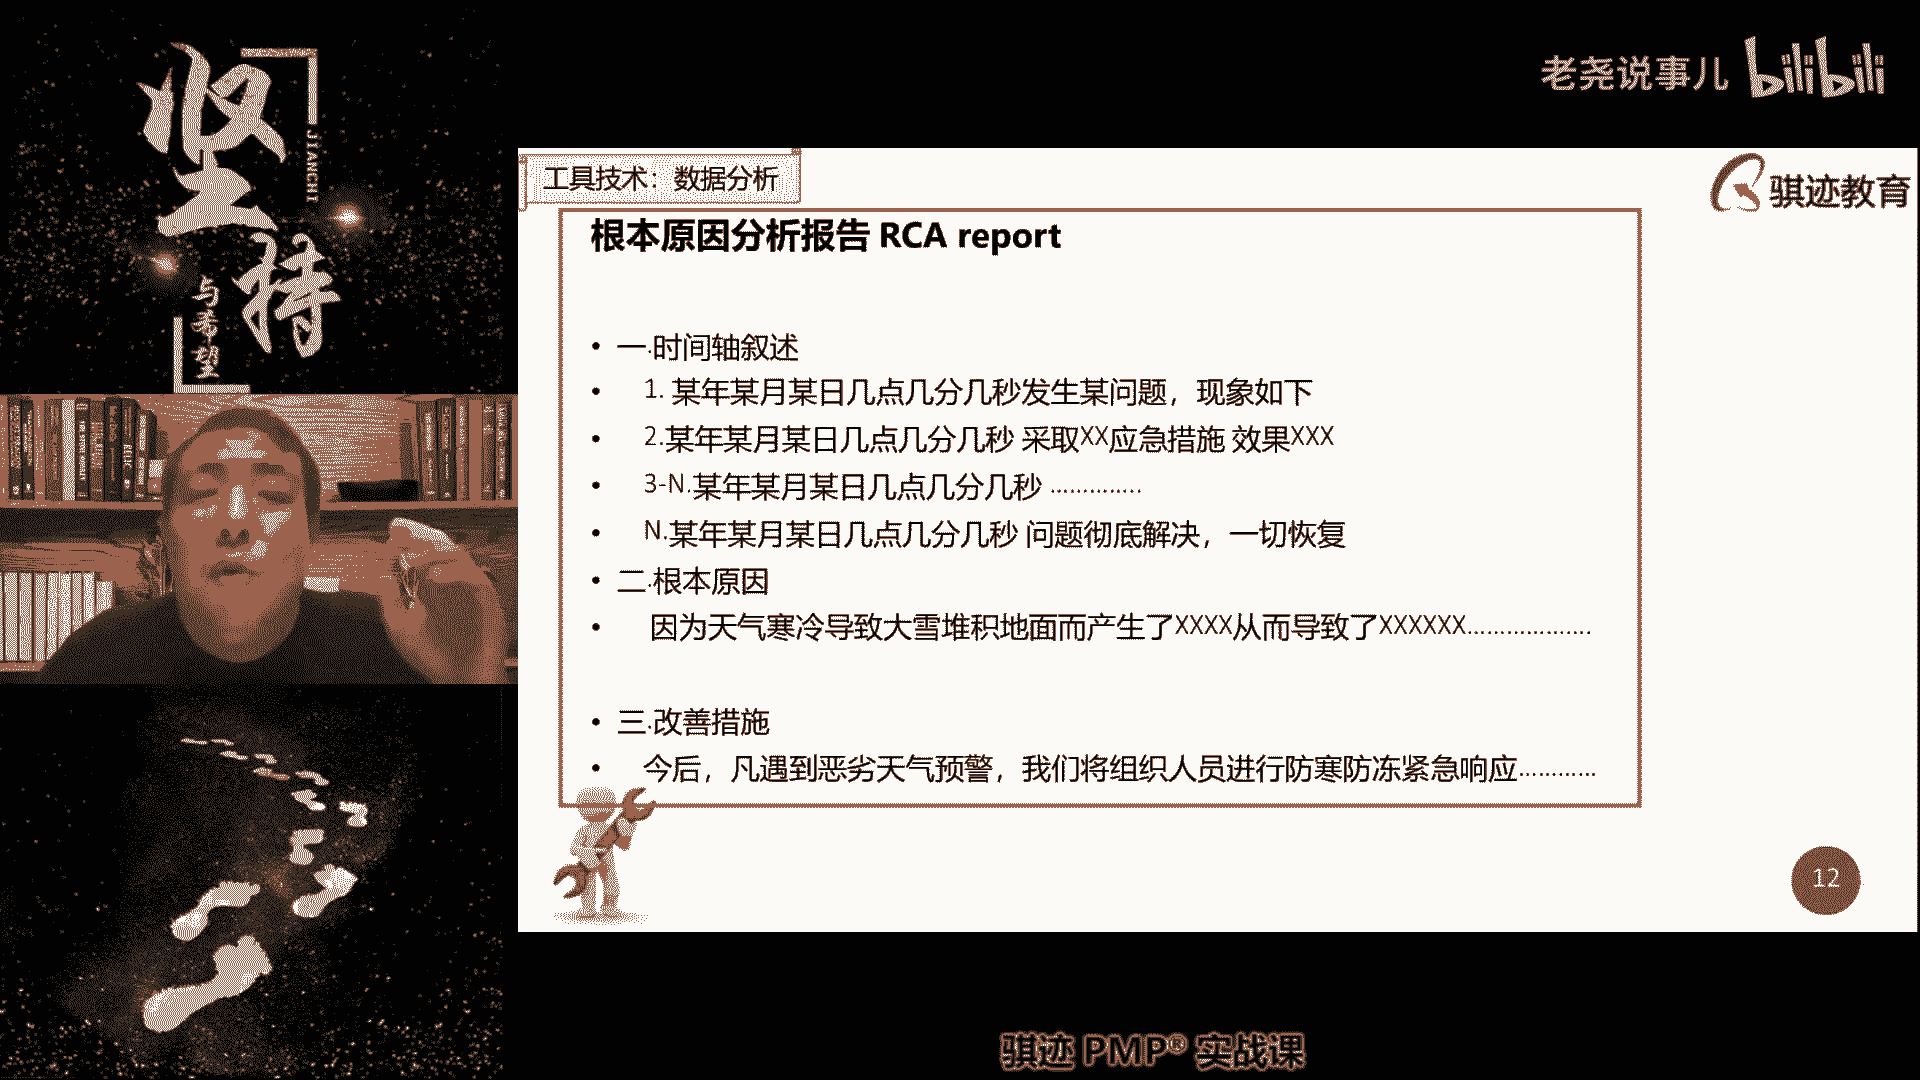 坚持
JIANCHI
与希望
老尧说事儿 bilibili
工具技术：数据分析
骐迹教育
根本原因分析报告 RCA report
• 一.时间轴叙述
• 1. 某年某月某日几点几分几秒发生某问题，现象如下
• 2.某年某月某日几点几分几秒 采取XX应急措施 效果XXX
• 3-N.某年某月某日几点几分几秒 .............
• N.某年某月某日几点几分几秒 问题彻底解决，一切恢复
• 二.根本原因
• 因为天气寒冷导致大雪堆积地面而产生了XXXX从而导致了XXXXXX..................
• 三.改善措施
• 今后，凡遇到恶劣天气预警，我们将组织人员进行防寒防冻紧急响应............
12
骐迹 PMP® 实战课